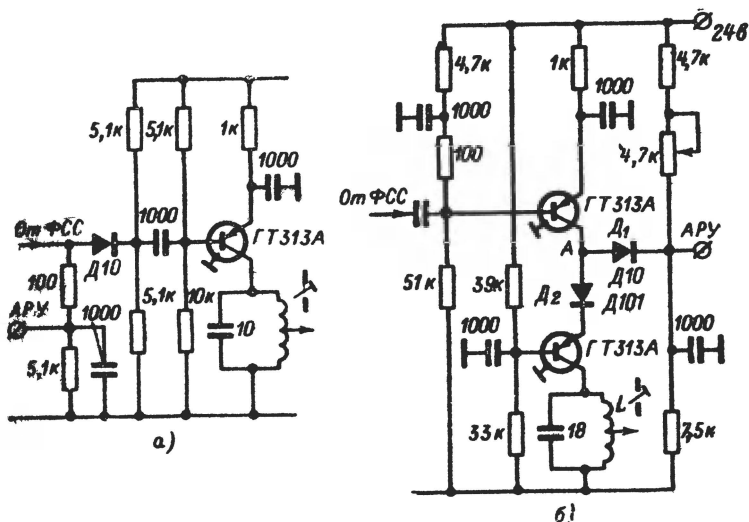 5,1к
5,1к
1к
1000
От ФСС
1000
Д10
ГТ313А
100
АРУ
1000
5,1к
10к
10
5,1к
а)
24в
4,7к
1к
4,7к
1000
1000
100
4,7к
От ФСС
ГТ313А
А
Д1
АРУ
Д10
51к
39к
Д2
Д101
1000
ГТ313А
1000
L
33к
18
7,5к
б)